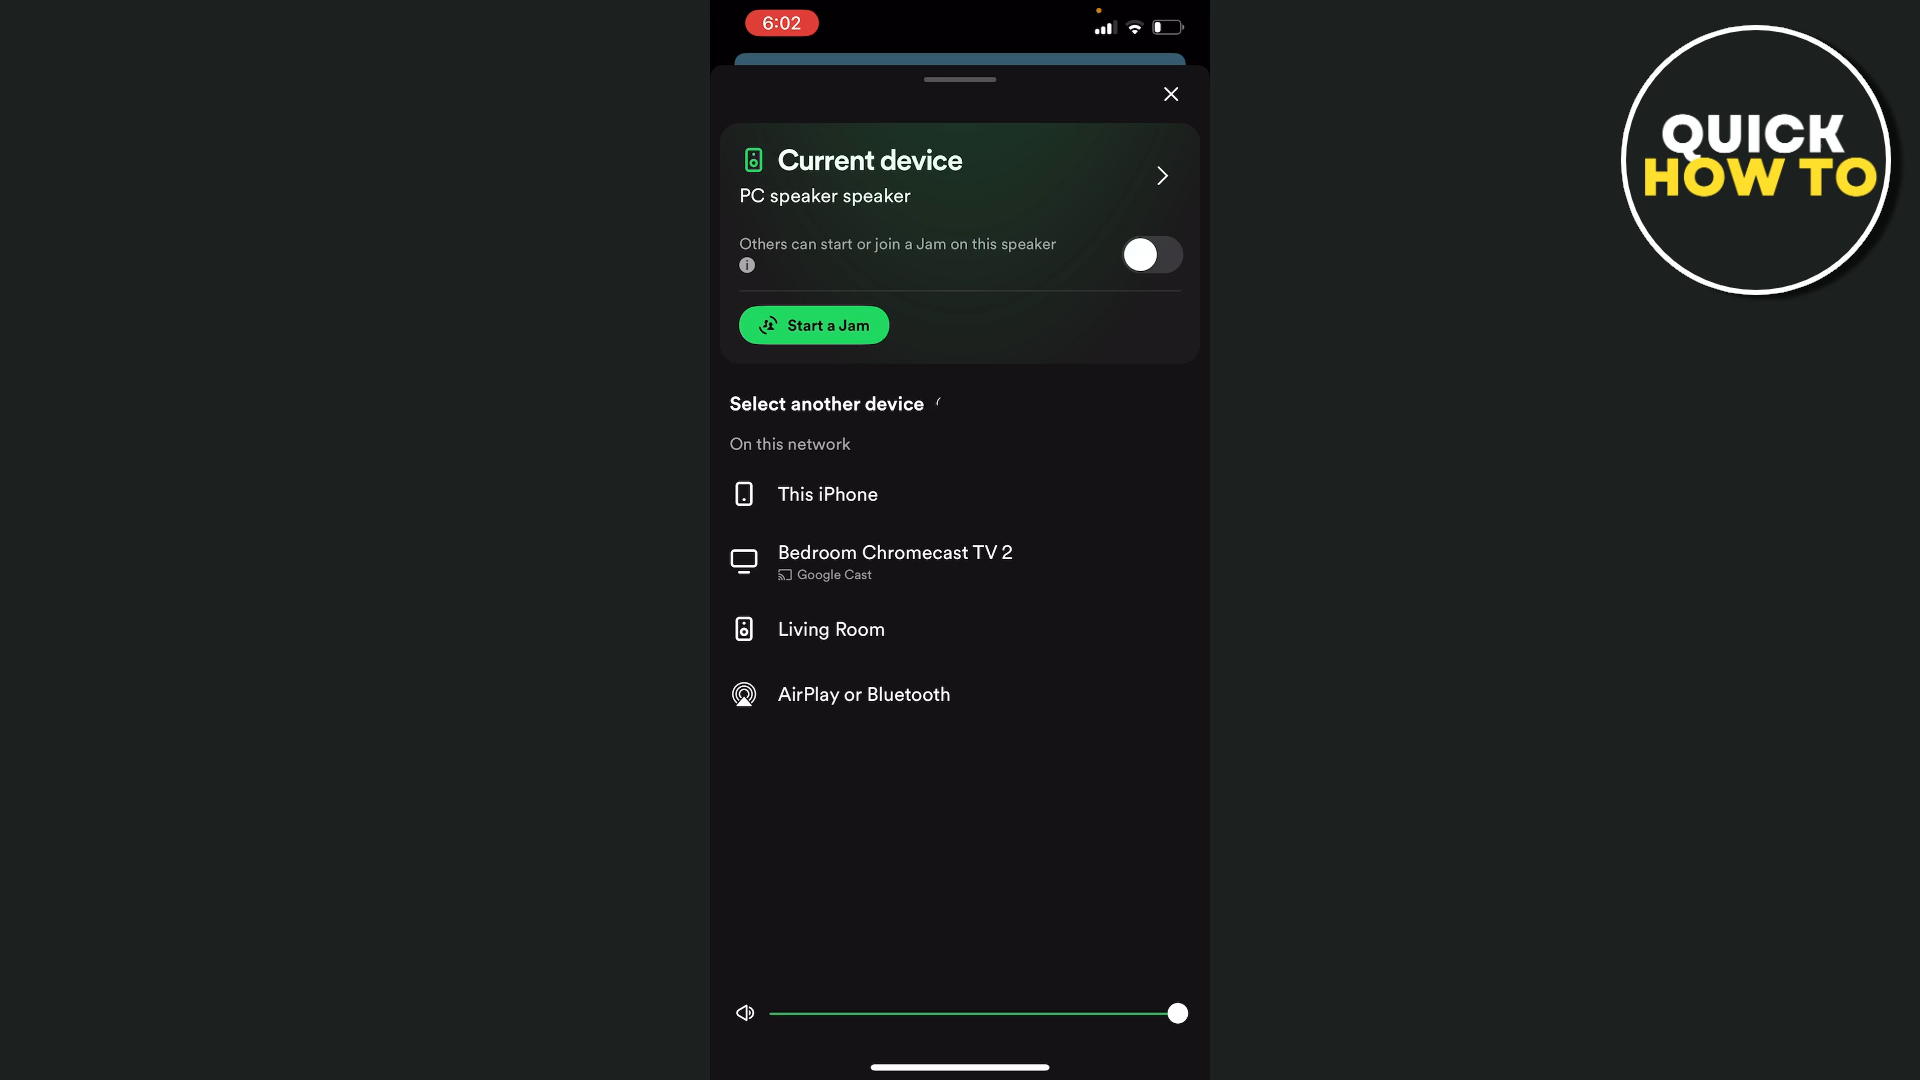 6:02
QUICK
HOW TO
Current device
PC speaker speaker
Others can start or join a Jam on this speaker
Start a Jam
Select another device
On this network
This iPhone
Bedroom Chromecast TV 2
Google Cast
Living Room
AirPlay or Bluetooth